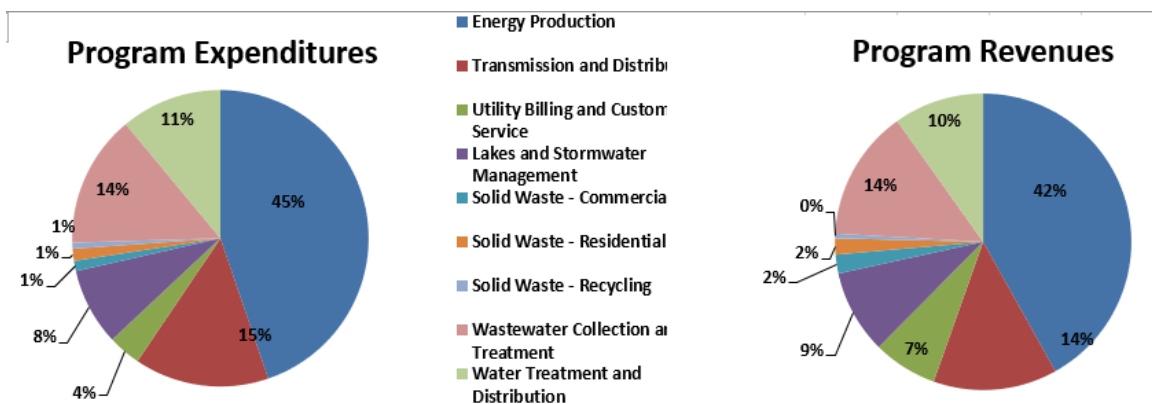 Program Expenditures
11%
45%
14%
1%
1%
1%
8%
15%
4%
Energy Production
Transmission and Distribu
Utility Billing and Custom
Service
Lakes and Stormwater
Management
Solid Waste - Commercia
Solid Waste - Residential
Solid Waste - Recycling
Wastewater Collection an
Treatment
Water Treatment and
Distribution
Program Revenues
10%
42%
14%
0%
2%
2%
9%
14%
7%